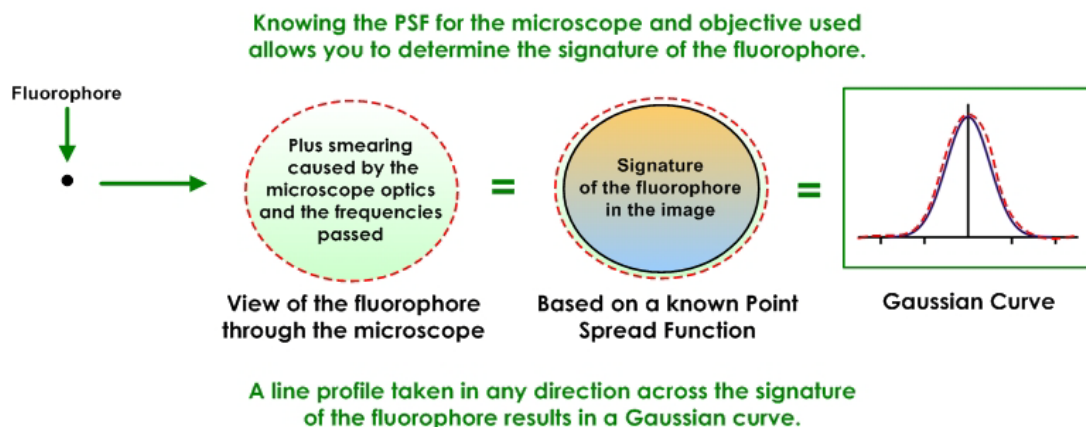 Knowing the PSF for the microscope and objective used
allows you to determine the signature of the fluorophore.
Fluorophore
Plus smearing
caused by the
microscope optics
and the frequencies
passed
=
Signature
of the fluorophore
in the image
=
View of the fluorophore
through the microscope
Based on a known Point
Spread Function
Gaussian Curve
A line profile taken in any direction across the signature
of the fluorophore results in a Gaussian curve.